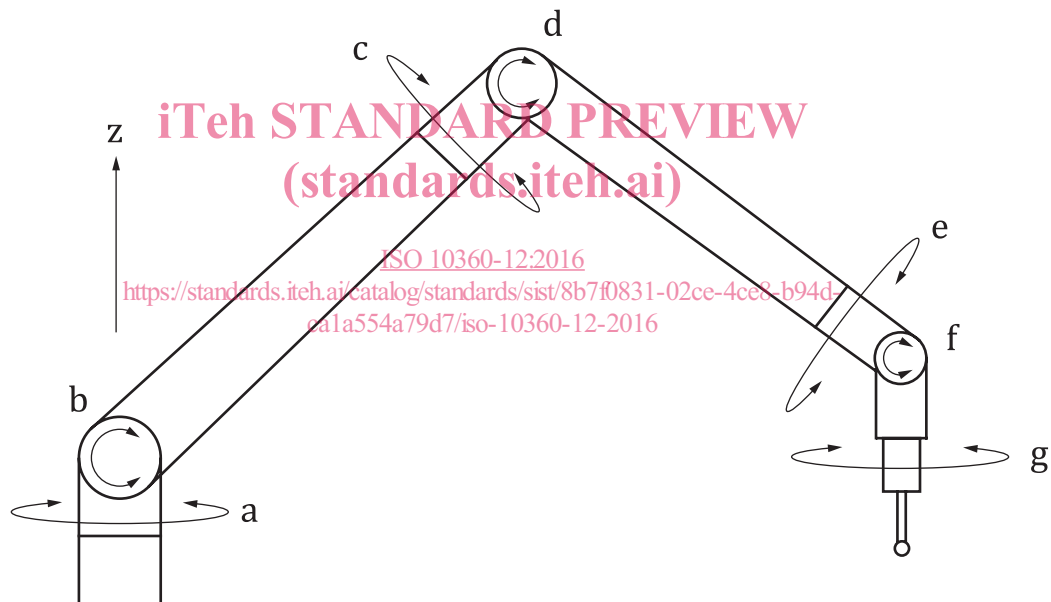 d
c
iTeh STANDARD PREVIEW
z
(standards.iteh.ai)
e
ISO 10360-12:2016
https://standards.iteh.ai/catalog/standards/sist/8b7f0831-02ce-4ce8-b94d-
ca1a554a79d7/iso-10360-12-2016
f
b
g
a